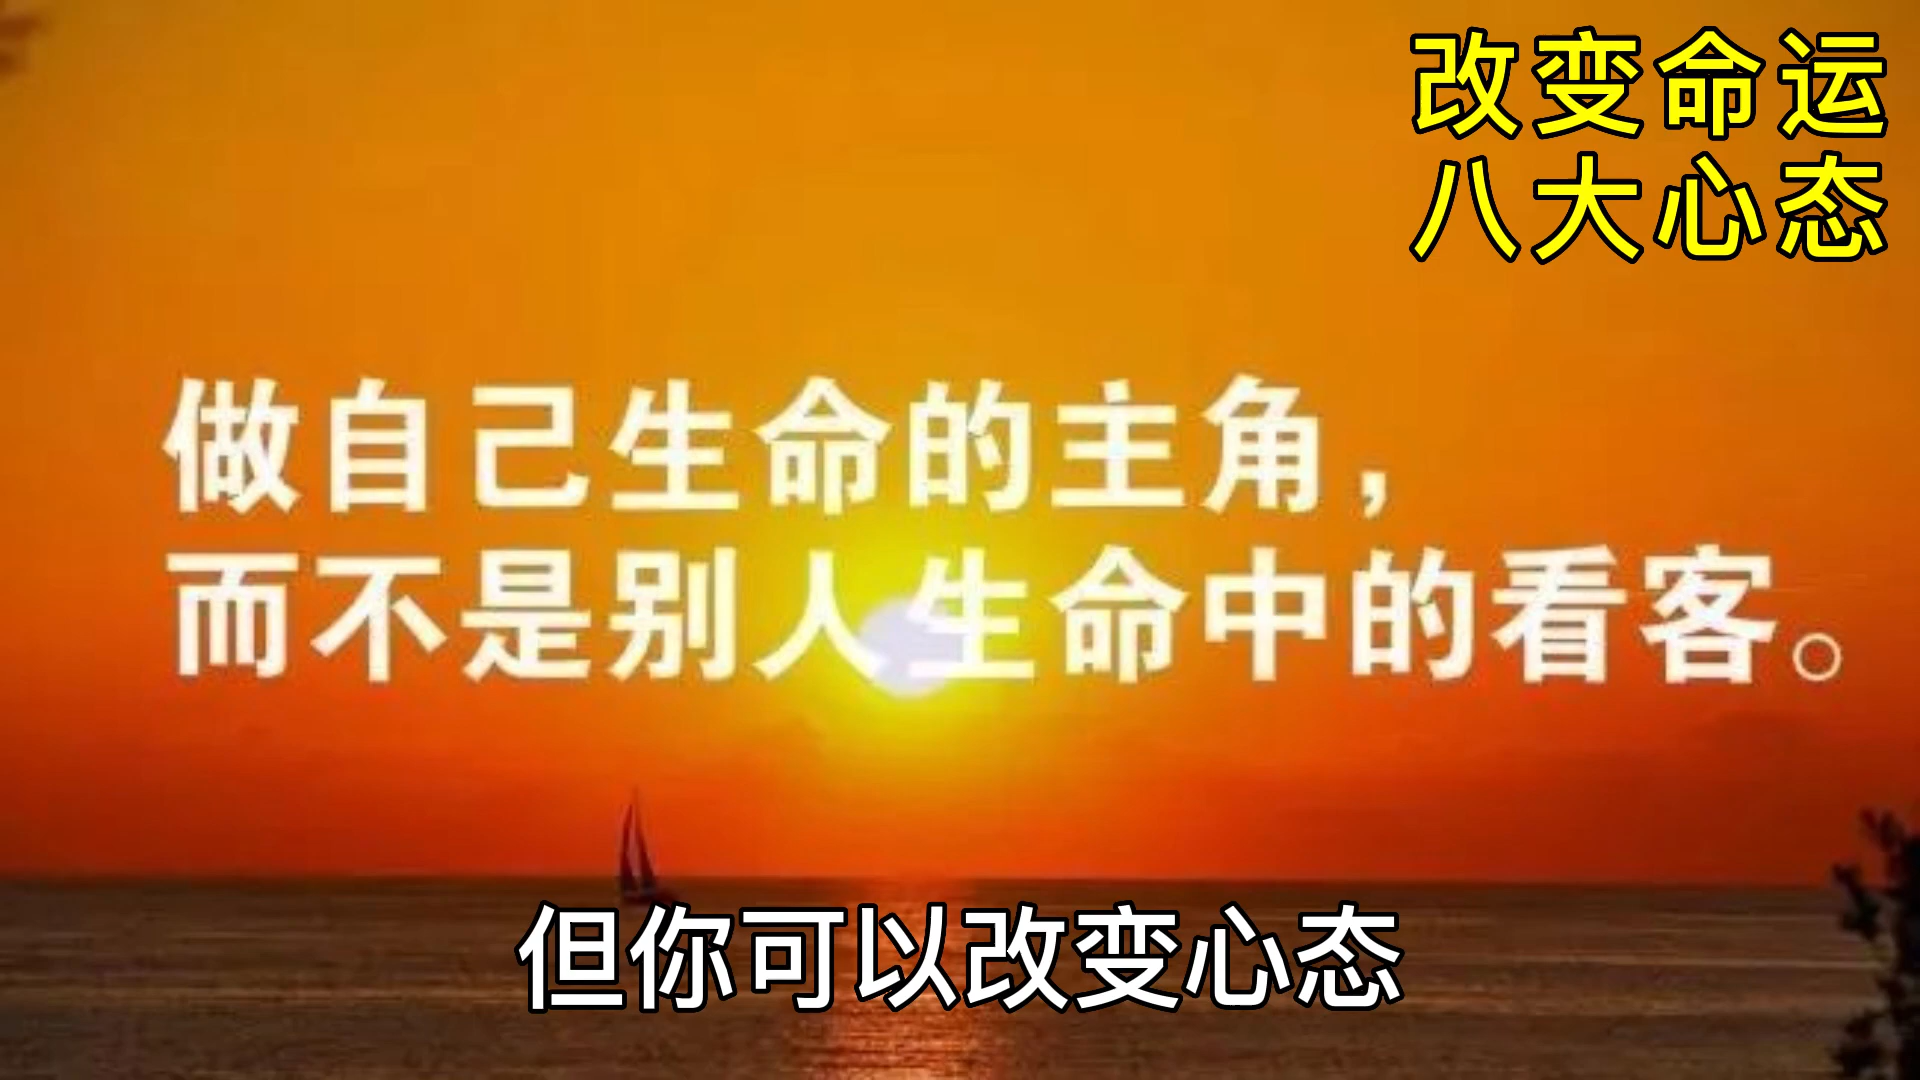 改变命运
八大心态
做自己生命的主角，
而不是别人生命中的看客。
但你可以改变心态